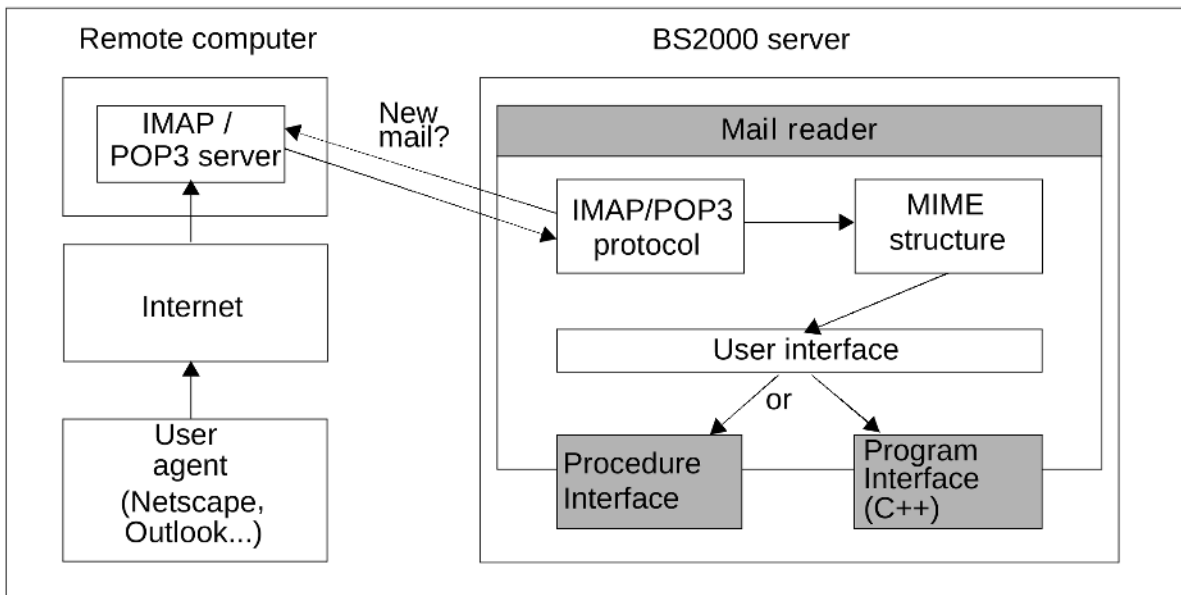 Remote computer
BS2000 server
IMAP /
POP3 server
New
mail?
Mail reader
IMAP/POP3
protocol
MIME
structure
Internet
User interface
or
User
agent
(Netscape,
Outlook...)
Procedure
Interface
Program
Interface
(C++)